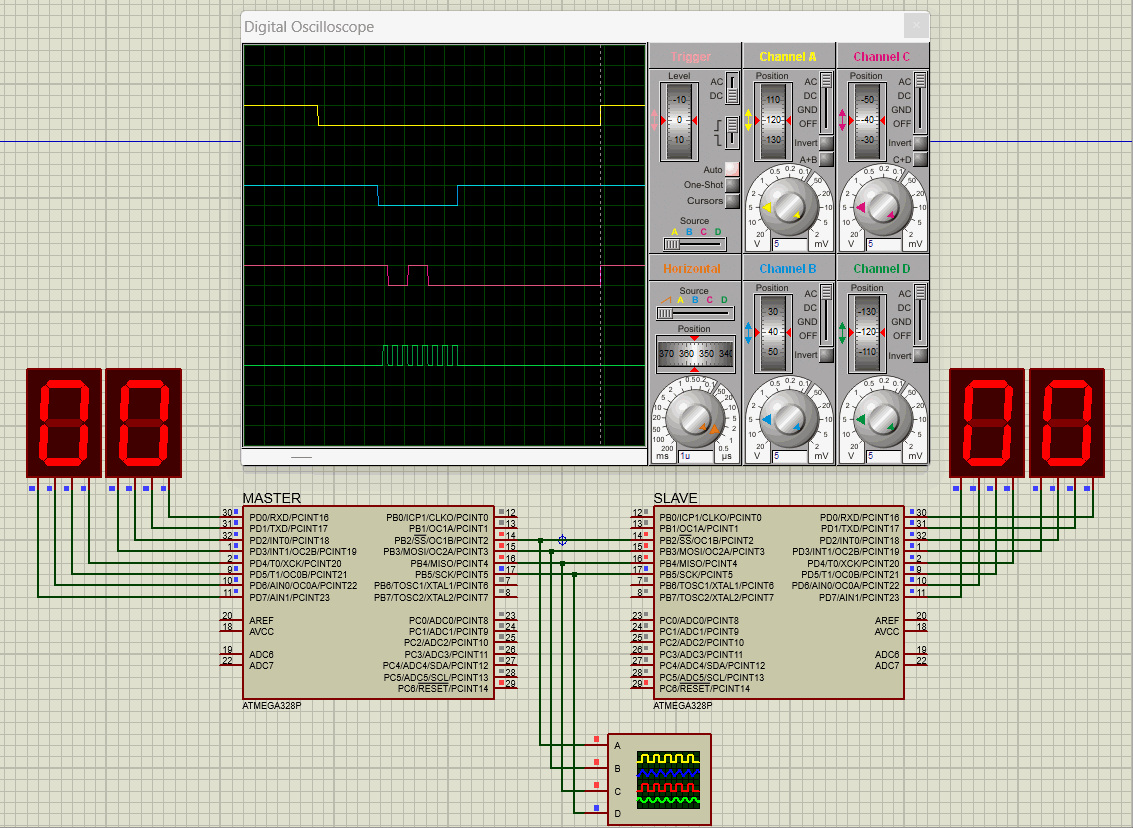 Digital Oscilloscope
Trigger
Level
-10
0
10
AC
DC
Auto
One-Shot
Cursors
Source
A B C D
Channel A
Position
110
120
130
AC
DC
GND
OFF
Invert
A+B
V 5 mV
Channel C
Position
-50
-40
-30
AC
DC
GND
OFF
Invert
C+D
V 5 mV
Horizontal
Source
A B C D
Position
370 360 350 340
ms 1u µs
Channel B
Position
30
40
50
AC
DC
GND
OFF
Invert
V 5 mV
Channel D
Position
-130
-120
-110
AC
DC
GND
OFF
Invert
V 5 mV
00
00
MASTER
30 PD0/RXD/PCINT16 PB0/ICP1/CLKO/PCINT0 12
31 PD1/TXD/PCINT17 PB1/OC1A/PCINT1 13
32 PD2/INT0/PCINT18 PB2/SS/OC1B/PCINT2 14
1 PD3/INT1/OC2B/PCINT19 PB3/MOSI/OC2A/PCINT3 15
2 PD4/T0/XCK/PCINT20 PB4/MISO/PCINT4 16
9 PD5/T1/OC0B/PCINT21 PB5/SCK/PCINT5 17
10 PD6/AIN0/OC0A/PCINT22 PB6/TOSC1/XTAL1/PCINT6 7
11 PD7/AIN1/PCINT23 PB7/TOSC2/XTAL2/PCINT7 8
20 AREF PC0/ADC0/PCINT8 23
18 AVCC PC1/ADC1/PCINT9 24
PC2/ADC2/PCINT10 25
19 ADC6 PC3/ADC3/PCINT11 26
22 ADC7 PC4/ADC4/SDA/PCINT12 27
PC5/ADC5/SCL/PCINT13 28
PC6/RESET/PCINT14 29
ATMEGA328P
SLAVE
12 PB0/ICP1/CLKO/PCINT0 PD0/RXD/PCINT16 30
13 PB1/OC1A/PCINT1 PD1/TXD/PCINT17 31
14 PB2/SS/OC1B/PCINT2 PD2/INT0/PCINT18 32
15 PB3/MOSI/OC2A/PCINT3 PD3/INT1/OC2B/PCINT19 1
16 PB4/MISO/PCINT4 PD4/T0/XCK/PCINT20 2
17 PB5/SCK/PCINT5 PD5/T1/OC0B/PCINT21 9
7 PB6/TOSC1/XTAL1/PCINT6 PD6/AIN0/OC0A/PCINT22 10
8 PB7/TOSC2/XTAL2/PCINT7 PD7/AIN1/PCINT23 11
23 PC0/ADC0/PCINT8 AREF 20
24 PC1/ADC1/PCINT9 AVCC 18
25 PC2/ADC2/PCINT10
26 PC3/ADC3/PCINT11 ADC6 19
27 PC4/ADC4/SDA/PCINT12 ADC7 22
28 PC5/ADC5/SCL/PCINT13
29 PC6/RESET/PCINT14
ATMEGA328P
A
B
C
D